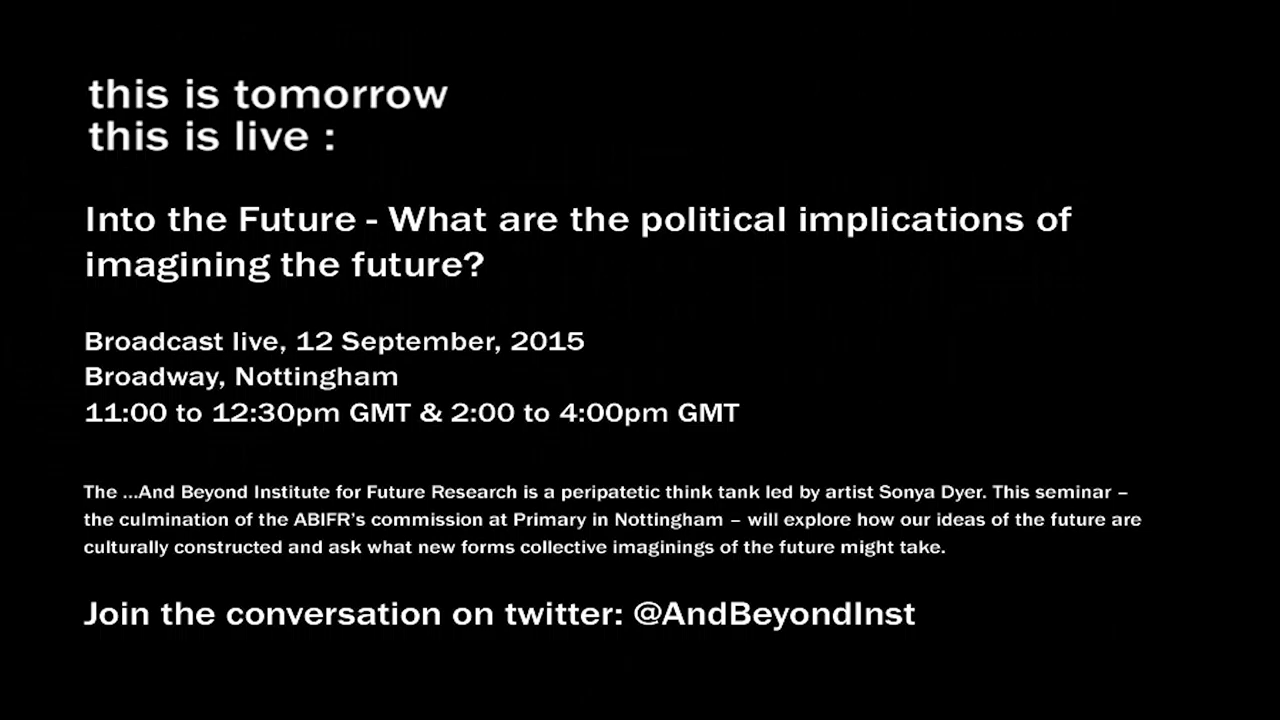 this is tomorrow
this is live :
Into the Future - What are the political implications of
imagining the future?
Broadcast live, 12 September, 2015
Broadway, Nottingham
11:00 to 12:30pm GMT & 2:00 to 4:00pm GMT
The ...And Beyond Institute for Future Research is a peripatetic think tank led by artist Sonya Dyer. This seminar –
the culmination of the ABIFR's commission at Primary in Nottingham – will explore how our ideas of the future are
culturally constructed and ask what new forms collective imaginings of the future might take.
Join the conversation on twitter: @AndBeyondInst